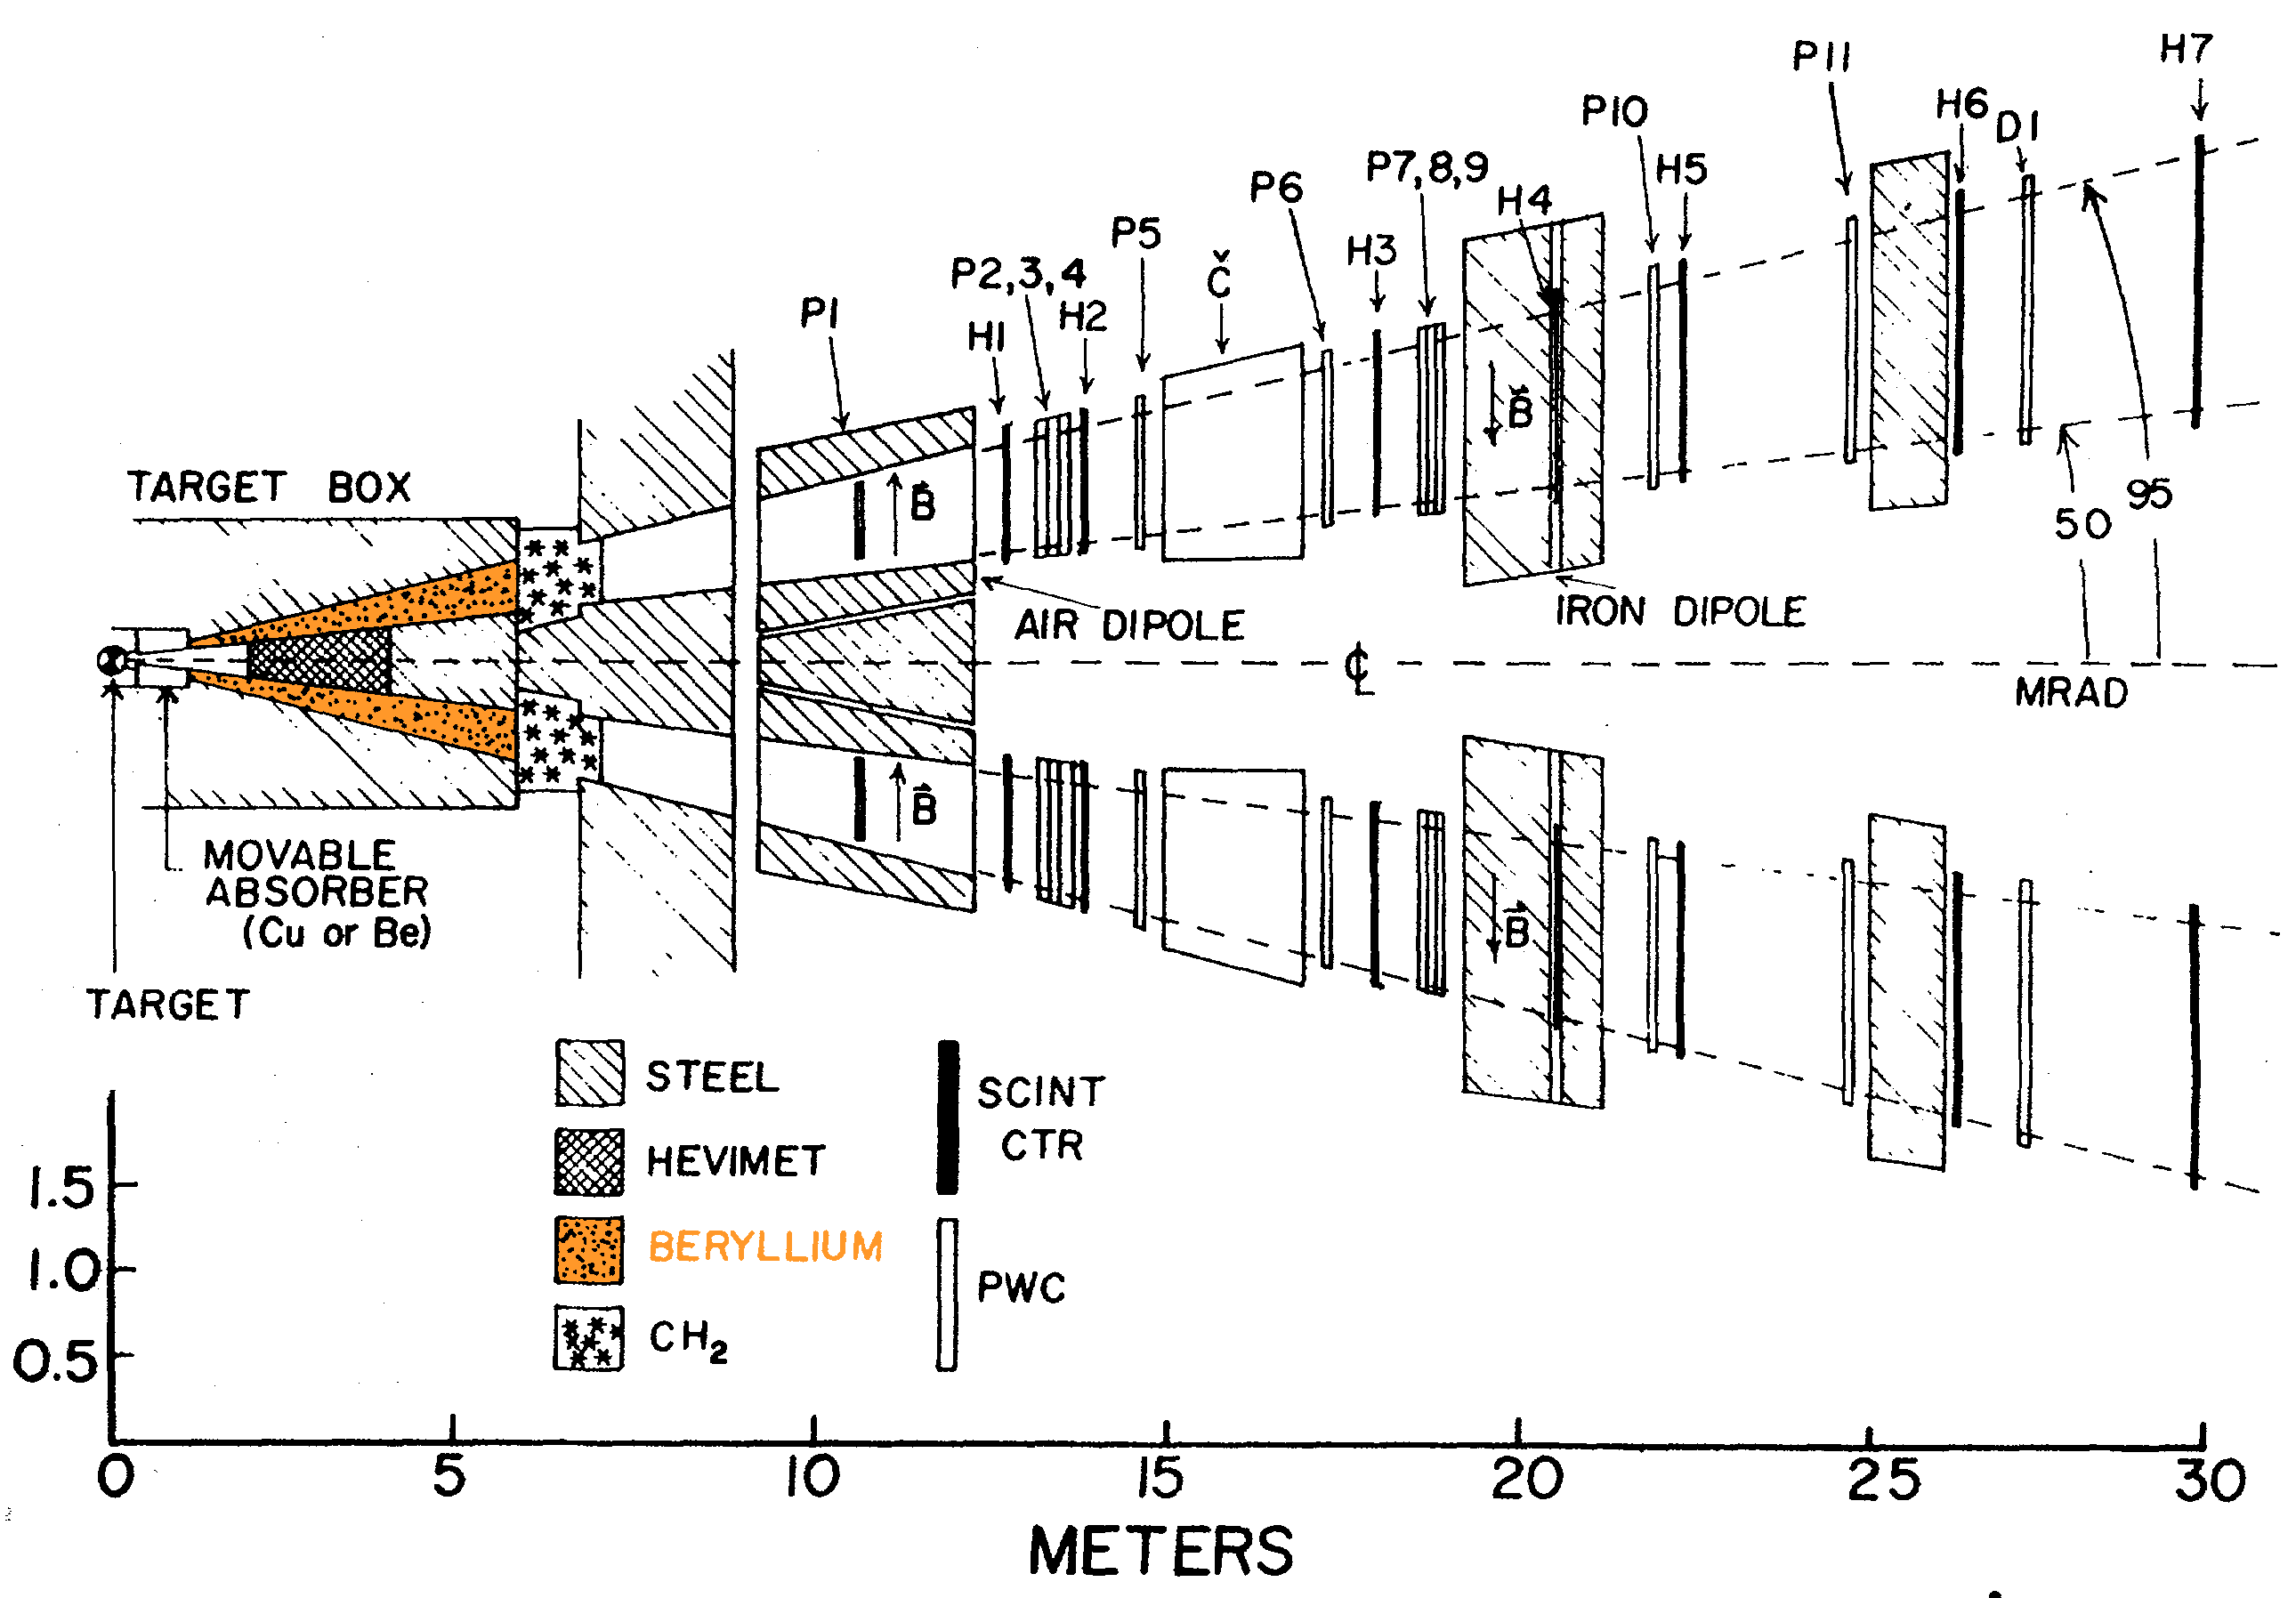 H7
P11
H6
D1
P10
H5
P7,8,9
H4
P6
H3
P5
Č
P2,3,4
H2
P1
H1
B⃗
B⃗
95
50
TARGET BOX
AIR DIPOLE
IRON DIPOLE
℄
MRAD
B⃗
B⃗
MOVABLE
ABSORBER
(Cu or Be)
TARGET
STEEL
HEVIMET
BERYLLIUM
CH₂
SCINT
CTR
PWC
1.5
1.0
0.5
0 5 10 15 20 25 30
METERS